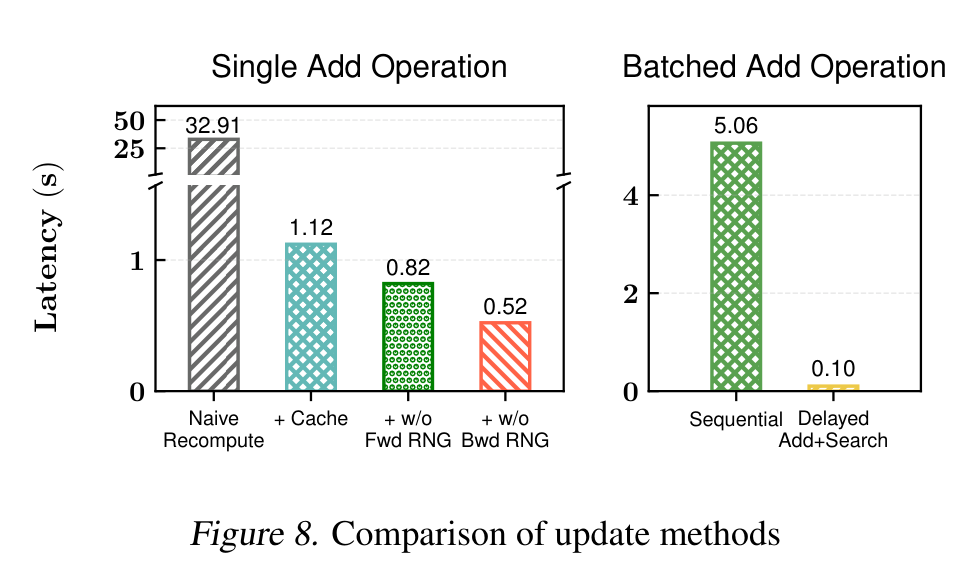 Single Add Operation
Batched Add Operation
Latency (s)
50
25
1
0
32.91
1.12
0.82
0.52
Naive
Recompute
+ Cache
+ w/o
Fwd RNG
+ w/o
Bwd RNG
4
2
0
5.06
0.10
Sequential
Delayed
Add+Search
Figure 8. Comparison of update methods